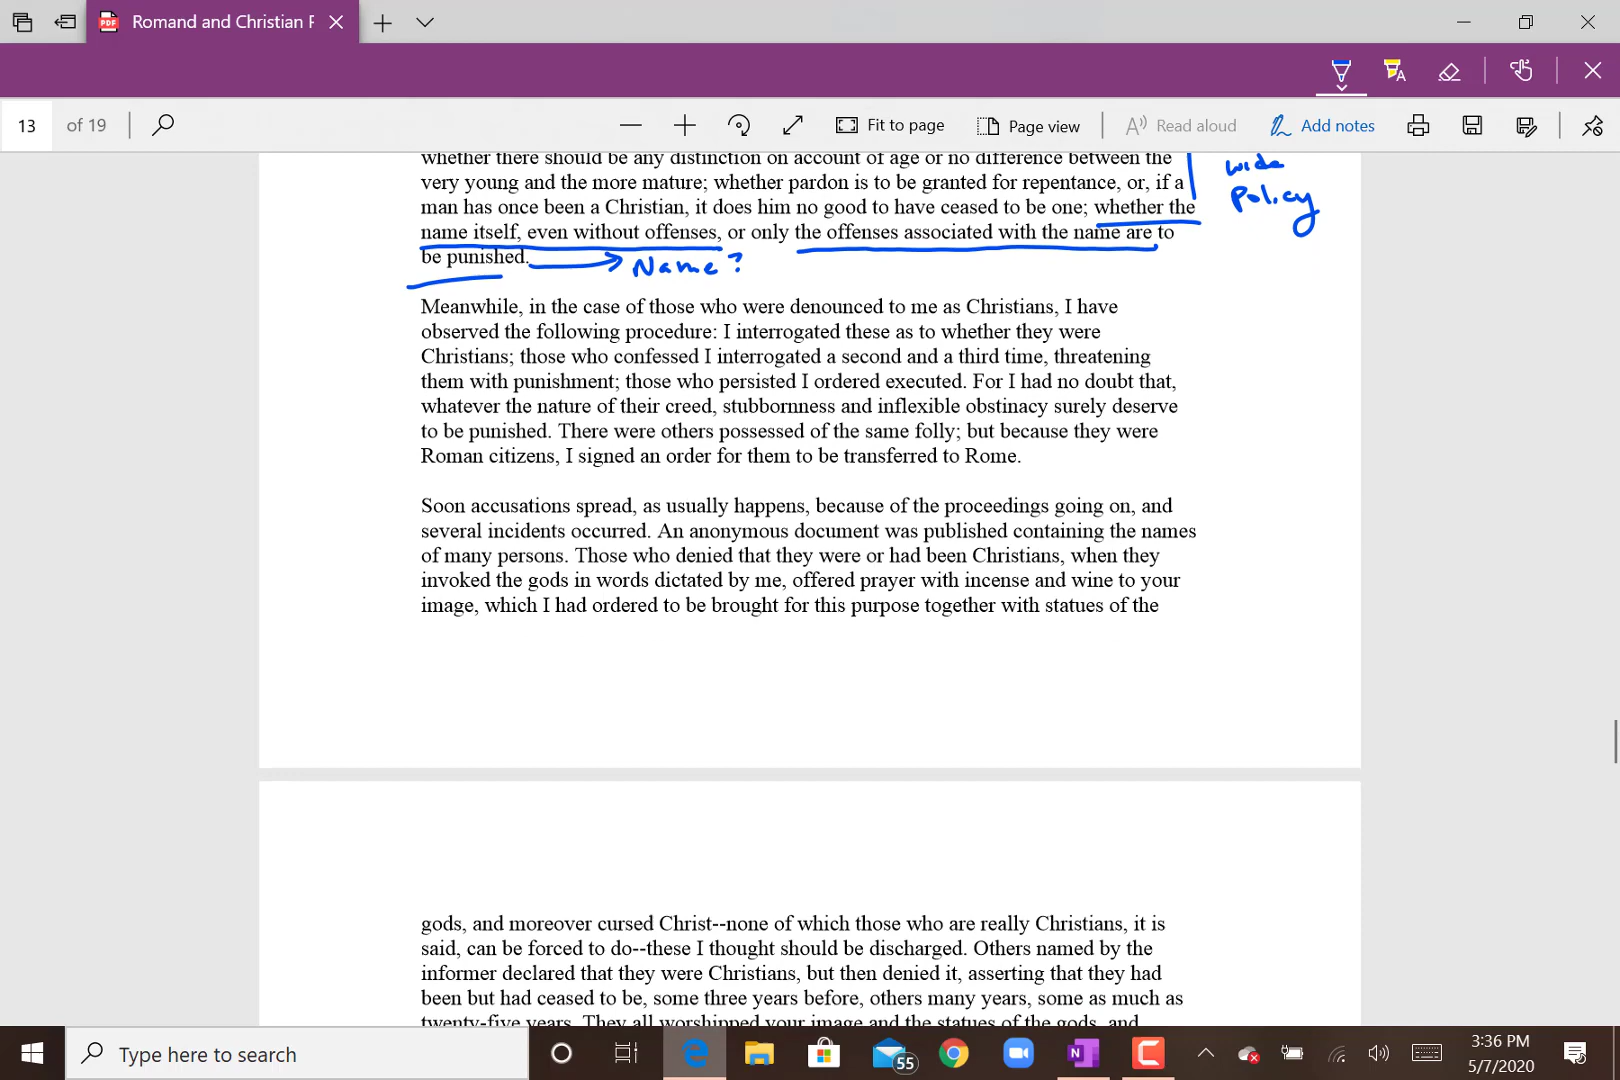 Romand and Christian F
13 of 19
Fit to page
Page view
Read aloud
Add notes
whether there should be any distinction on account of age or no difference between the
very young and the more mature; whether pardon is to be granted for repentance, or, if a
man has once been a Christian, it does him no good to have ceased to be one; whether the
name itself, even without offenses, or only the offenses associated with the name are to
be punished.
wide
policy
Name?
Meanwhile, in the case of those who were denounced to me as Christians, I have
observed the following procedure: I interrogated these as to whether they were
Christians; those who confessed I interrogated a second and a third time, threatening
them with punishment; those who persisted I ordered executed. For I had no doubt that,
whatever the nature of their creed, stubbornness and inflexible obstinacy surely deserve
to be punished. There were others possessed of the same folly; but because they were
Roman citizens, I signed an order for them to be transferred to Rome.
Soon accusations spread, as usually happens, because of the proceedings going on, and
several incidents occurred. An anonymous document was published containing the names
of many persons. Those who denied that they were or had been Christians, when they
invoked the gods in words dictated by me, offered prayer with incense and wine to your
image, which I had ordered to be brought for this purpose together with statues of the
gods, and moreover cursed Christ--none of which those who are really Christians, it is
said, can be forced to do--these I thought should be discharged. Others named by the
informer declared that they were Christians, but then denied it, asserting that they had
been but had ceased to be, some three years before, others many years, some as much as
twenty-five years. They all worshipped your image and the statues of the gods, and
Type here to search
55
3:36 PM
5/7/2020